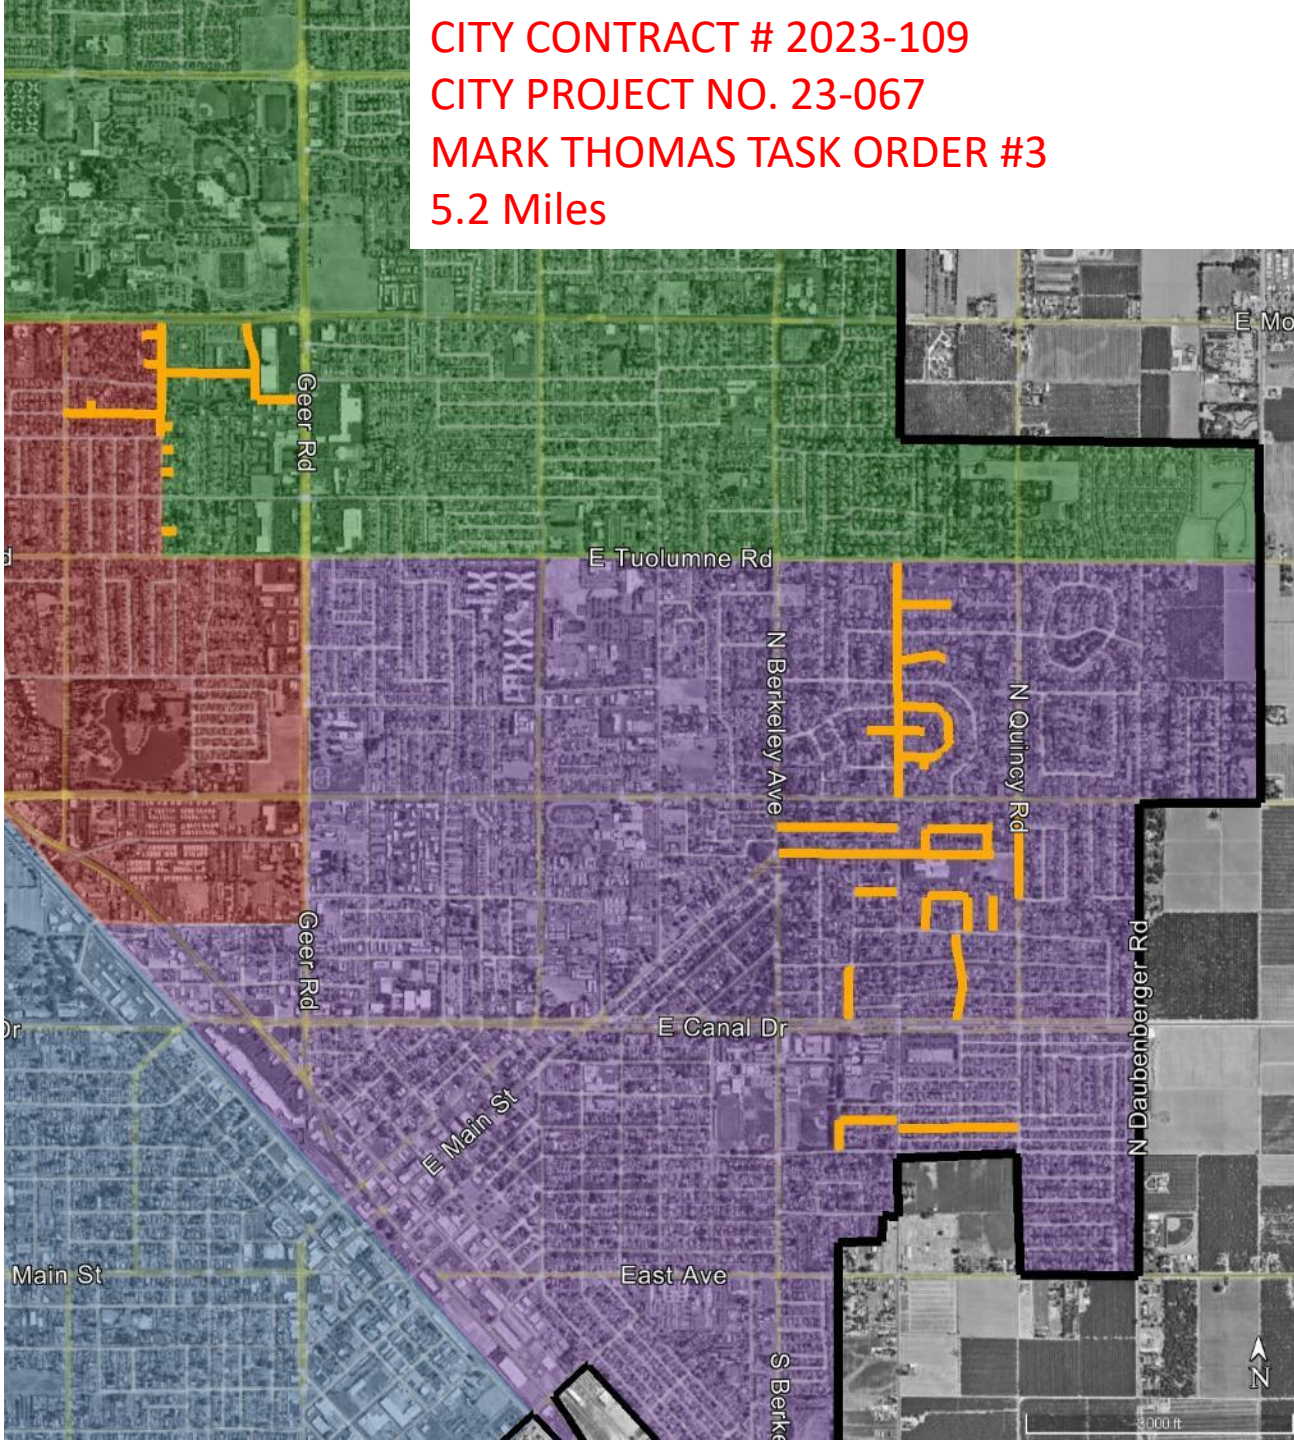 CITY CONTRACT # 2023-109
CITY PROJECT NO. 23-067
MARK THOMAS TASK ORDER #3
5.2 Miles
E Mo
Geer Rd
d
E Tuolumne Rd
N Berkeley Ave
N Quincy Rd
Geer Rd
N Daubenberger Rd
Dr
E Canal Dr
E Main St
Main St
East Ave
S Berke
N
3000 ft